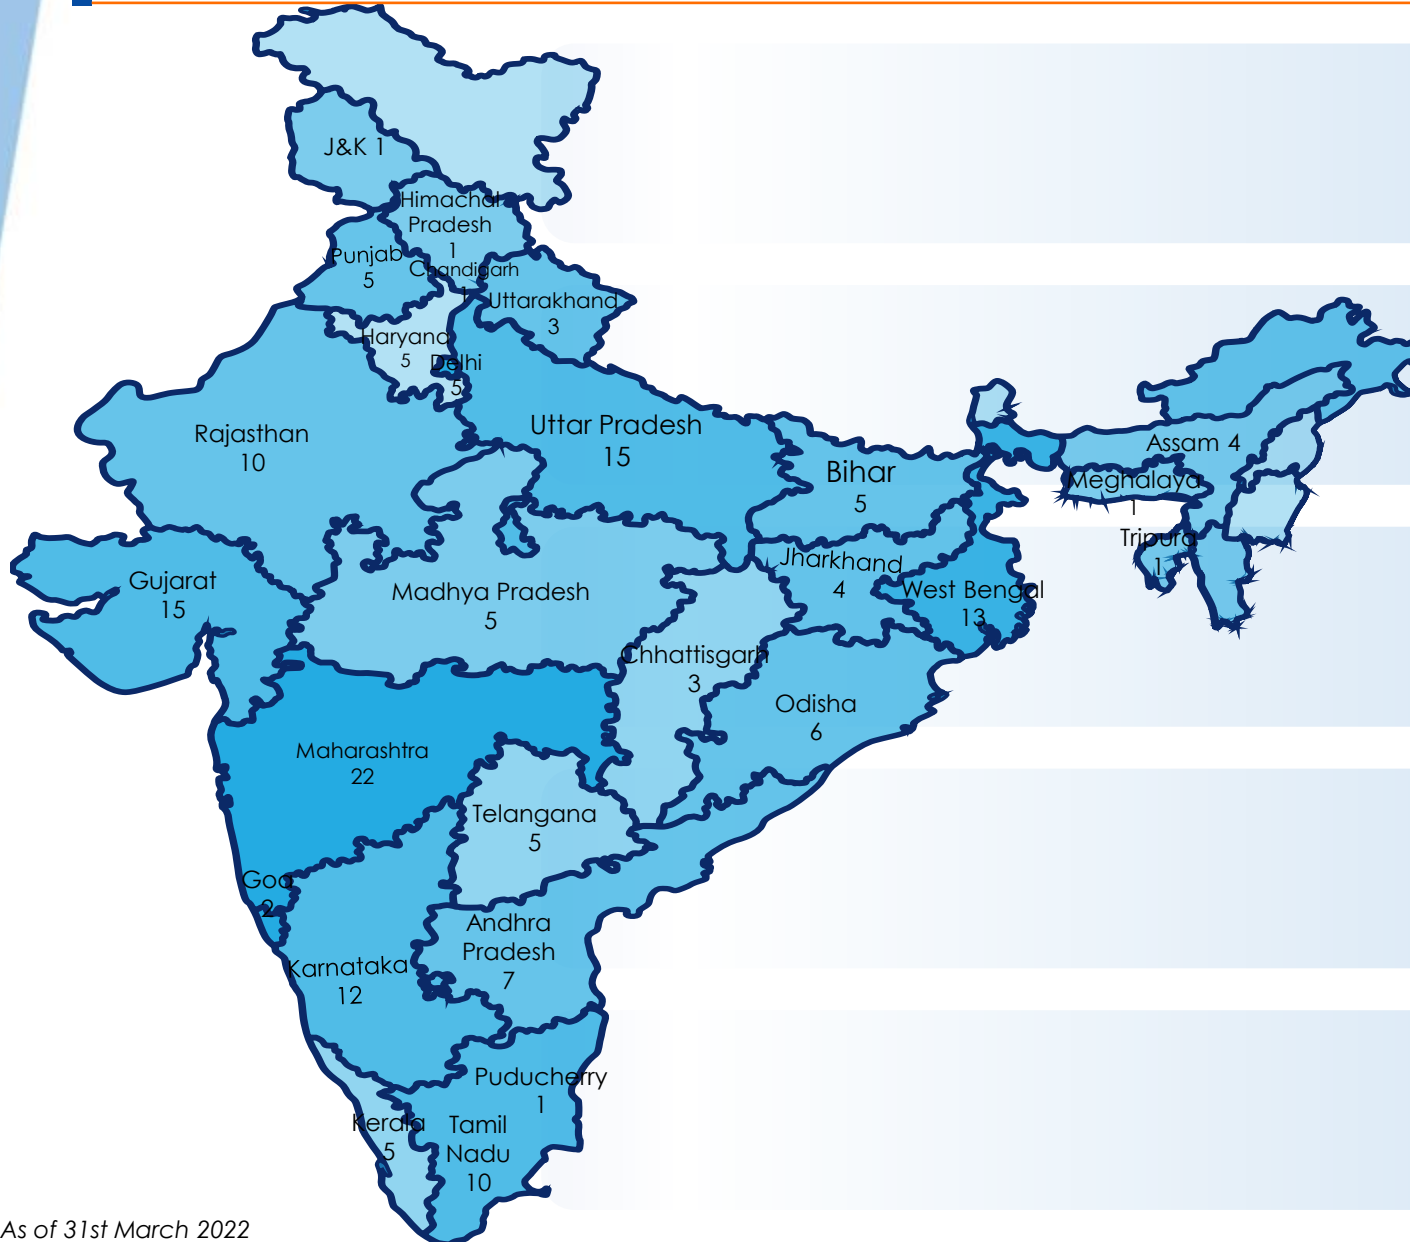 J&K 1
Himachal
Pradesh
1
Punjab
5
Chandigarh
1
Uttarakhand
3
Haryana
5
Delhi
5
Rajasthan
10
Uttar Pradesh
15
Bihar
5
Assam 4
Meghalaya
1
Tripura
1
Gujarat
15
Madhya Pradesh
5
Jharkhand
4
West Bengal
13
Chhattisgarh
3
Odisha
6
Maharashtra
22
Telangana
5
Goa
2
Andhra
Pradesh
7
Karnataka
12
Puducherry
1
Kerala
5
Tamil
Nadu
10
As of 31st March 2022